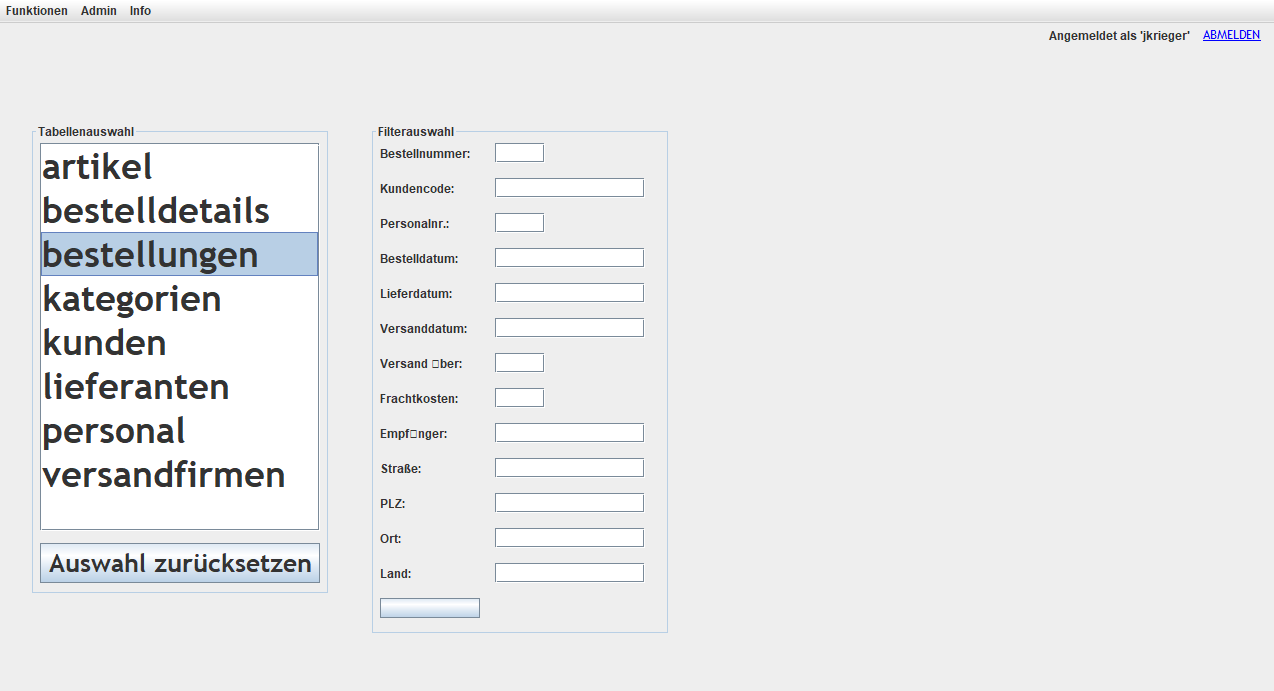 Funktionen Admin Info
Angemeldet als 'jkrieger' ABMELDEN
Tabellenauswahl
artikel
bestelldetails
bestellungen
kategorien
kunden
lieferanten
personal
versandfirmen
Auswahl zurücksetzen
Filterauswahl
Bestellnummer:
Kundencode:
Personalnr.:
Bestelldatum:
Lieferdatum:
Versanddatum:
Versand □ber:
Frachtkosten:
Empf□nger:
Straße:
PLZ:
Ort:
Land: